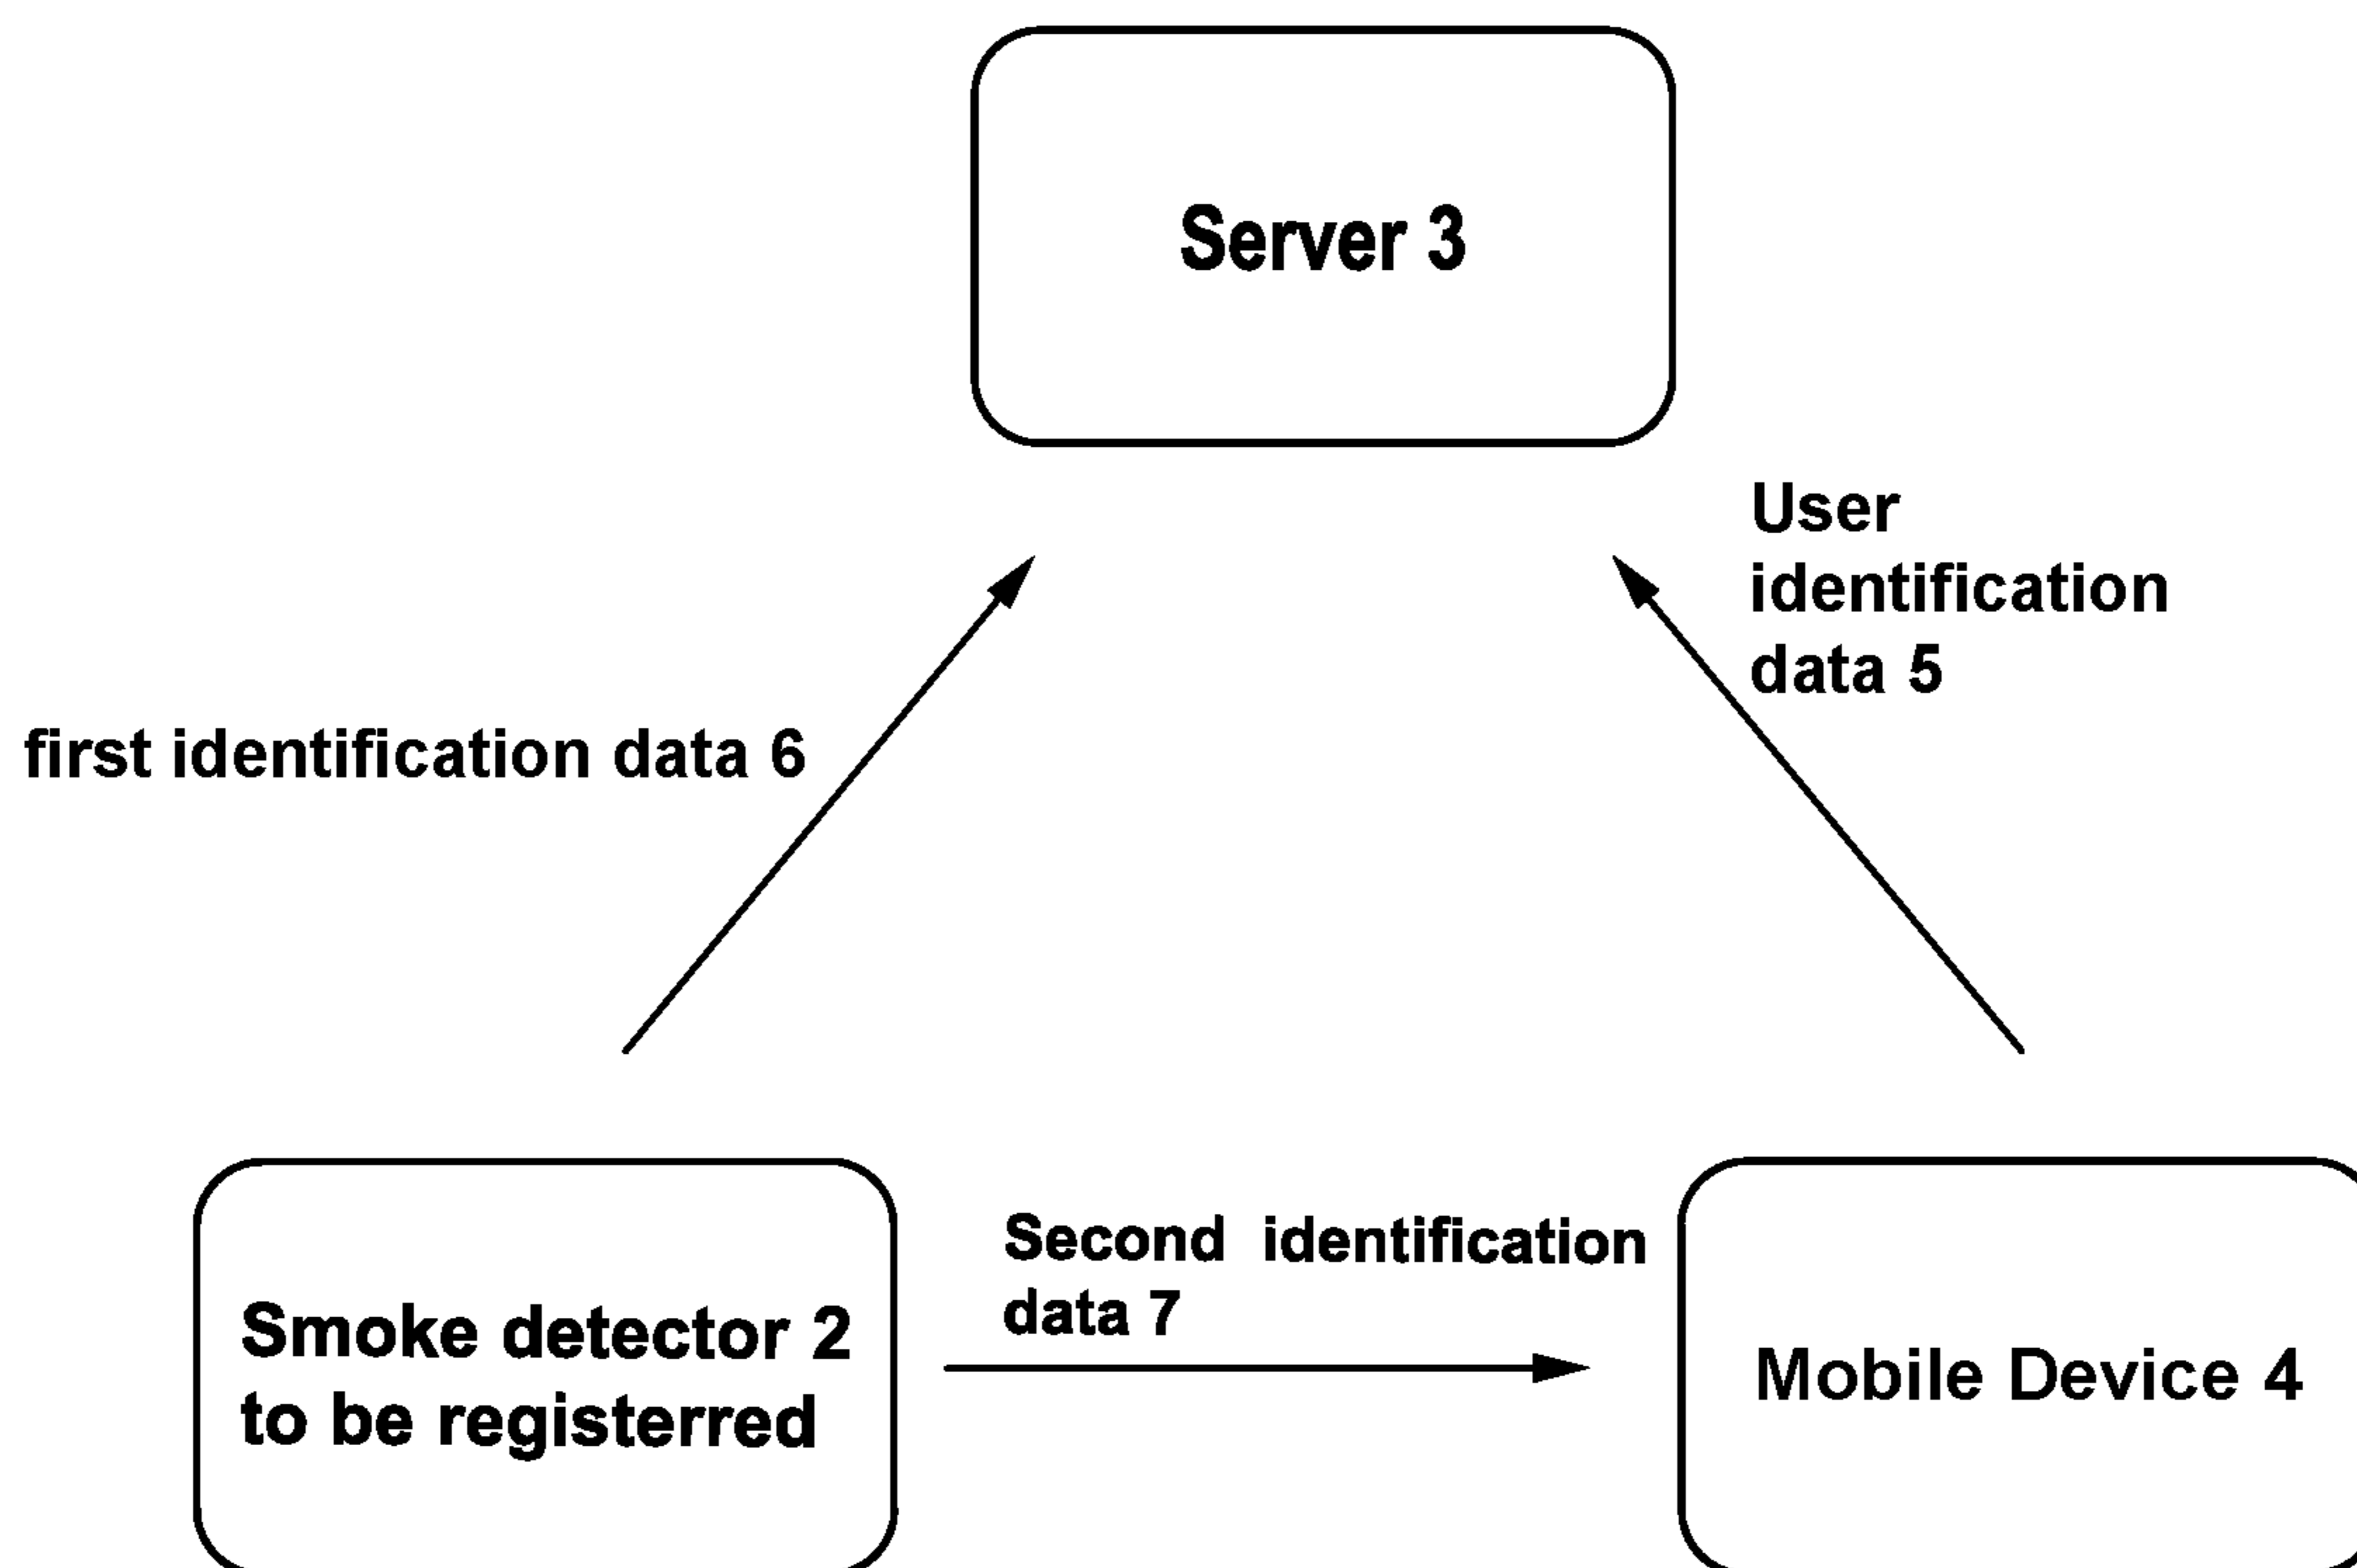 Server 3
User
identification
data 5
first identification data 6
Second identification
data 7
Smoke detector 2
to be registerred
Mobile Device 4